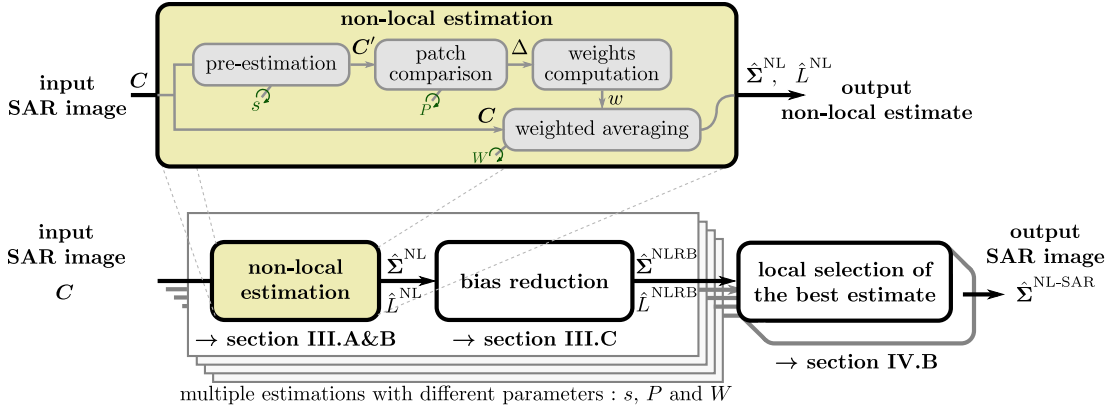 non-local estimation
input
SAR image
C
pre-estimation
C′
patch
comparison
Δ
weights
computation
s
P
w
C
weighted averaging
W
Σ̂^NL, L̂^NL
output
non-local estimate
input
SAR image
C
non-local
estimation
Σ̂^NL
L̂^NL
bias reduction
Σ̂^NLRB
L̂^NLRB
local selection of
the best estimate
output
SAR image
Σ̂^NL-SAR
→ section III.A&B
→ section III.C
→ section IV.B
multiple estimations with different parameters : s, P and W